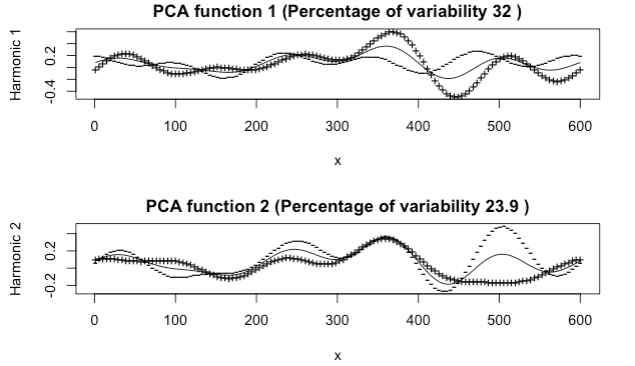 PCA function 1 (Percentage of variability 32 )
Harmonic 1
0.2
-0.4
0 100 200 300 400 500 600
x
PCA function 2 (Percentage of variability 23.9 )
Harmonic 2
0.2
-0.2
0 100 200 300 400 500 600
x